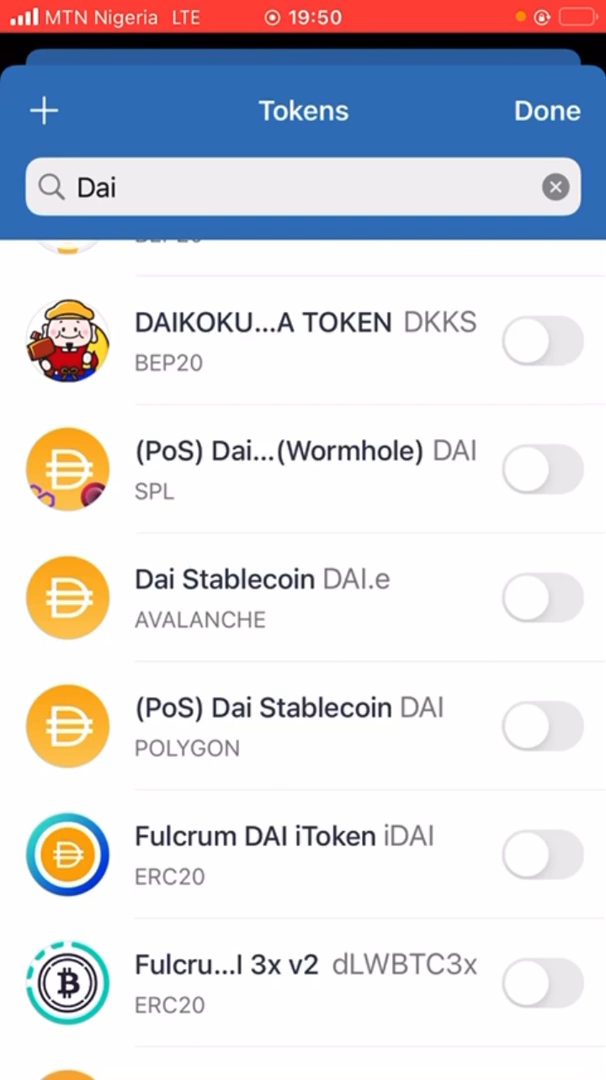 MTN Nigeria LTE 19:50
Tokens Done
Dai
DAIKOKU...A TOKEN DKKS
BEP20
(PoS) Dai...(Wormhole) DAI
SPL
Dai Stablecoin DAI.e
AVALANCHE
(PoS) Dai Stablecoin DAI
POLYGON
Fulcrum DAI iToken iDAI
ERC20
Fulcru...I 3x v2 dLWBTC3x
ERC20